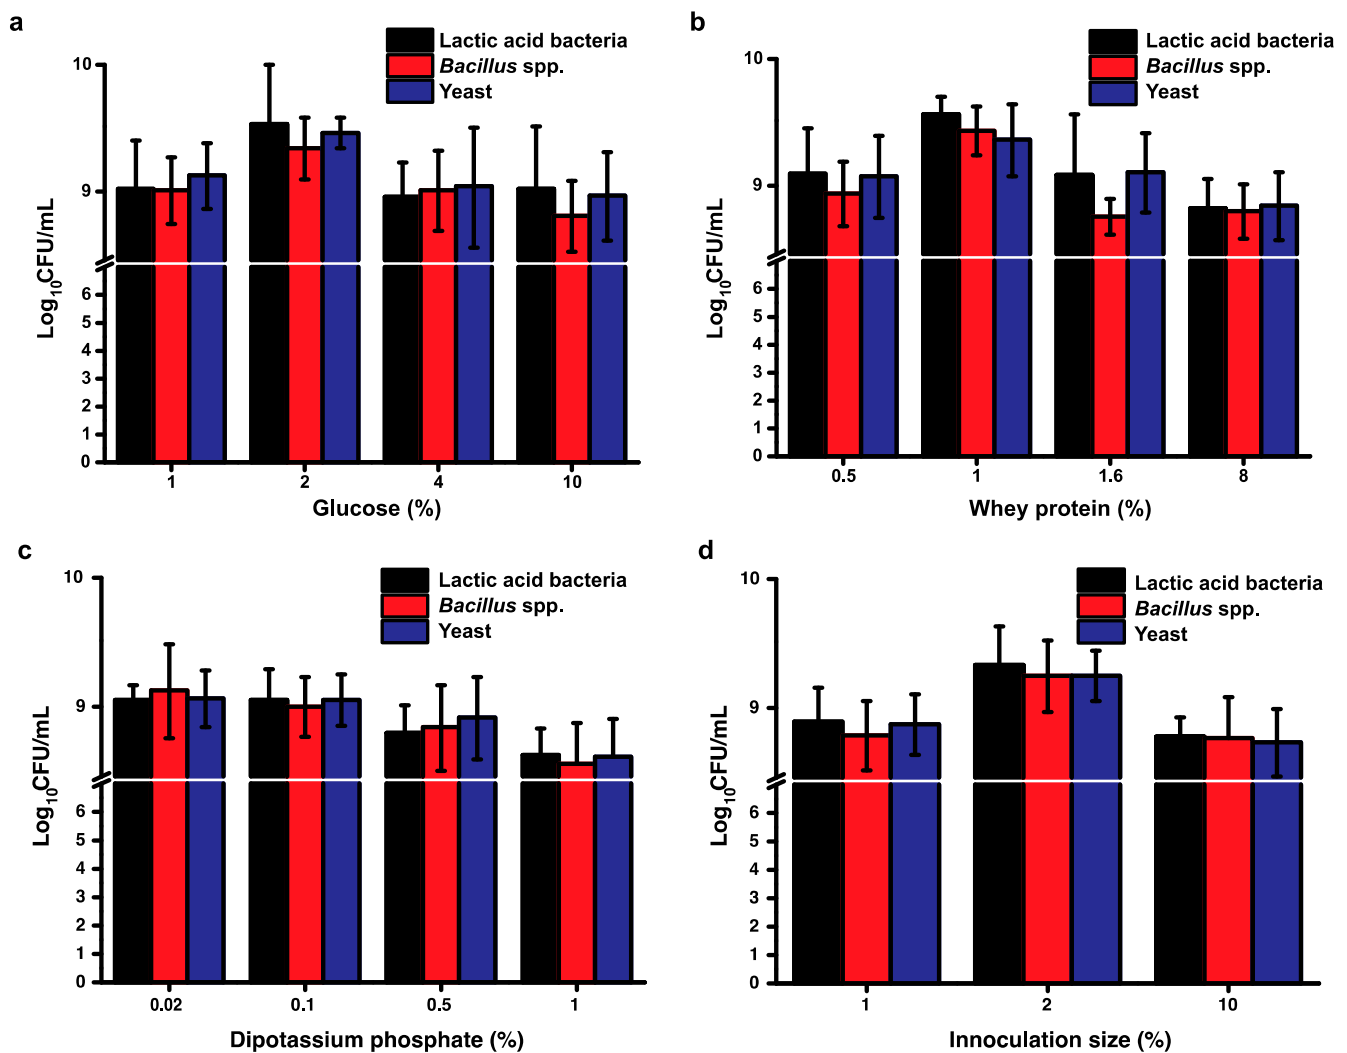 a
Lactic acid bacteria
Bacillus spp.
Yeast
10
9
6
5
4
3
2
1
0
Log10CFU/mL
1 2 4 10
Glucose (%)
b
Lactic acid bacteria
Bacillus spp.
Yeast
10
9
6
5
4
3
2
1
0
Log10CFU/mL
0.5 1 1.6 8
Whey protein (%)
c
Lactic acid bacteria
Bacillus spp.
Yeast
10
9
6
5
4
3
2
1
0
Log10CFU/mL
0.02 0.1 0.5 1
Dipotassium phosphate (%)
d
Lactic acid bacteria
Bacillus spp.
Yeast
10
9
6
5
4
3
2
1
0
Log10CFU/mL
1 2 10
Innoculation size (%)